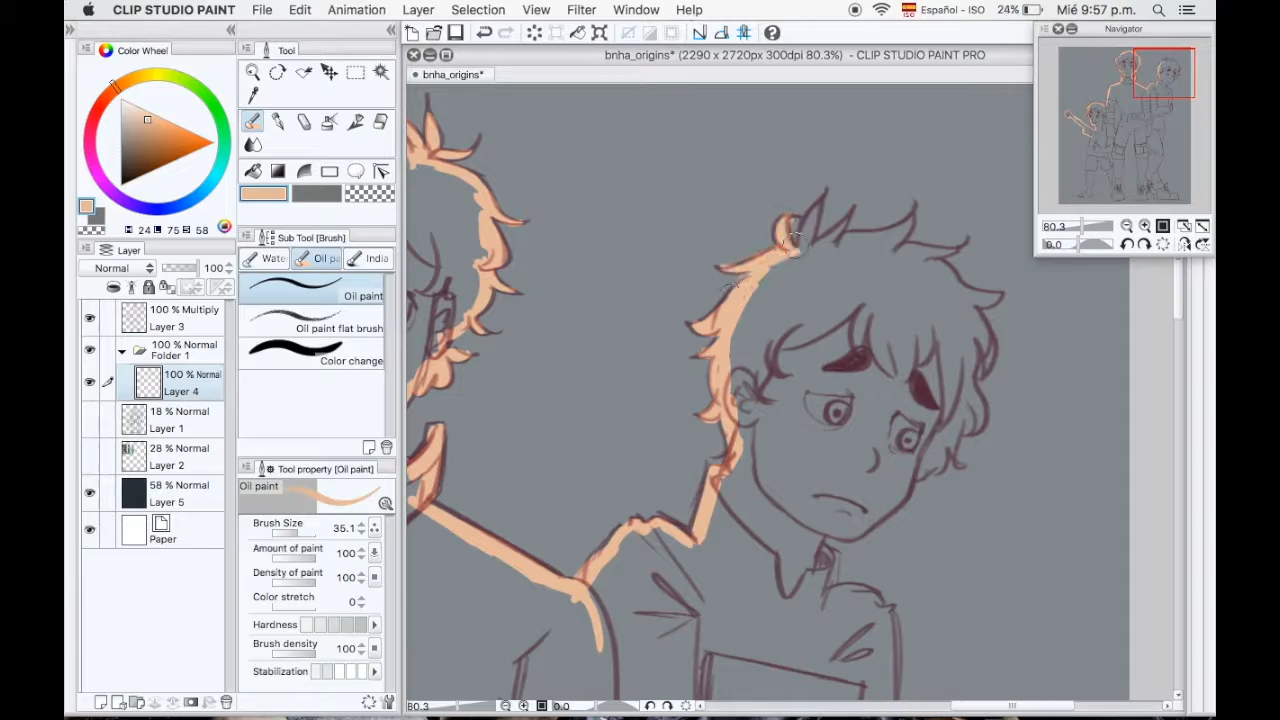 CLIP STUDIO PAINT File Edit Animation Layer Selection View Filter Window Help Español - ISO 24% Mié 9:57 p.m.
Color Wheel
Tool
bnha_origins* (2290 x 2720px 300dpi 80.3%) - CLIP STUDIO PAINT PRO
Navigator
bnha_origins*
24 75 58
80.3
0.0
Sub Tool [Brush]
Wate Oil pa India
Oil paint
Oil paint flat brush
Color change
Layer
Normal 100
100 % Multiply
Layer 3
100 % Normal
Folder 1
100 % Normal
Layer 4
18 % Normal
Layer 1
28 % Normal
Layer 2
58 % Normal
Layer 5
Paper
Tool property [Oil paint]
Oil paint
Brush Size 35.1
Amount of paint 100
Density of paint 100
Color stretch 0
Hardness
Brush density 100
Stabilization
80.3 0.0